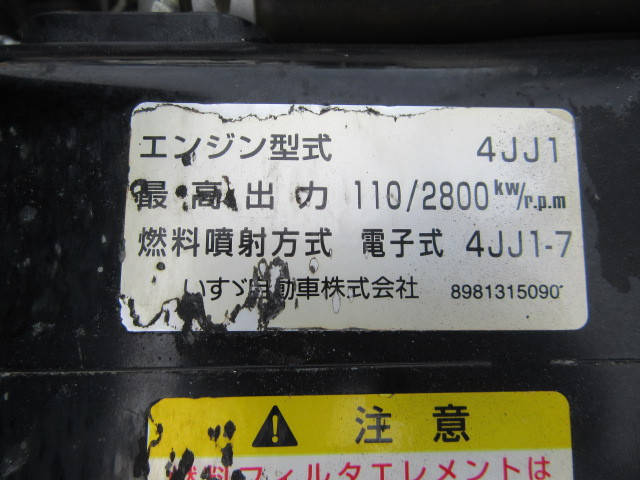 エンジン型式 4JJ1
最高出力 110/2800kw/r.p.m
燃料噴射方式 電子式 4JJ1-7
いすゞ自動車株式会社 8981315090
注意
燃料フィルタエレメントは